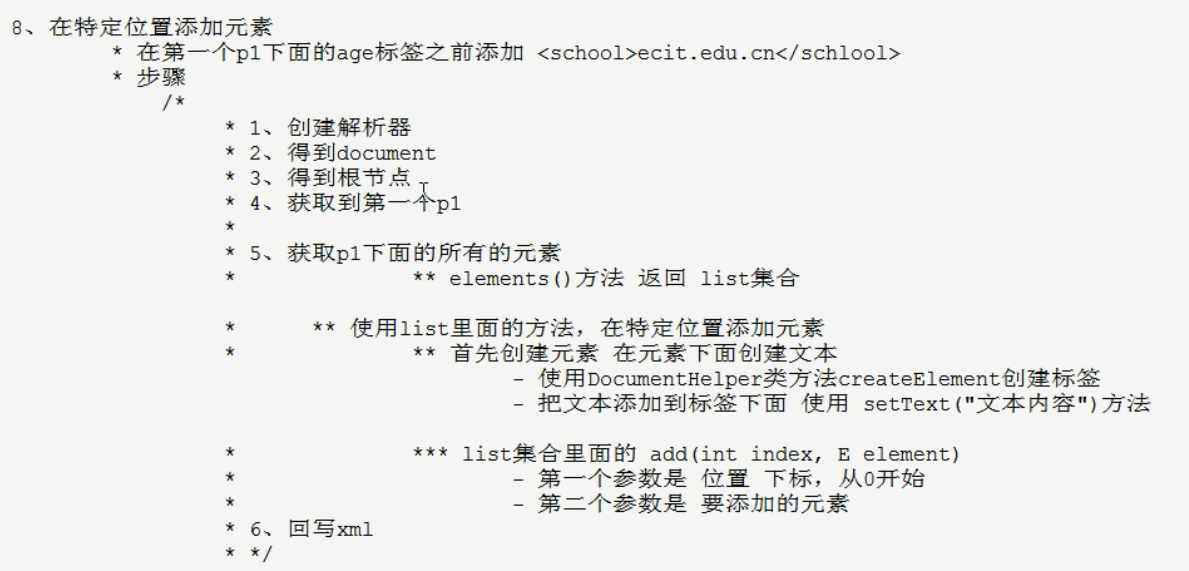 8、在特定位置添加元素
* 在第一个p1下面的age标签之前添加 <school>ecit.edu.cn</schlool>
* 步骤
/*
* 1、创建解析器
* 2、得到document
* 3、得到根节点
* 4、获取到第一个p1
*
* 5、获取p1下面的所有的元素
* ** elements()方法 返回 list集合
* ** 使用list里面的方法，在特定位置添加元素
* ** 首先创建元素 在元素下面创建文本
- 使用DocumentHelper类方法createElement创建标签
- 把文本添加到标签下面 使用 setText("文本内容")方法
* *** list集合里面的 add(int index, E element)
* - 第一个参数是 位置 下标，从0开始
* - 第二个参数是 要添加的元素
* 6、回写xml
* */